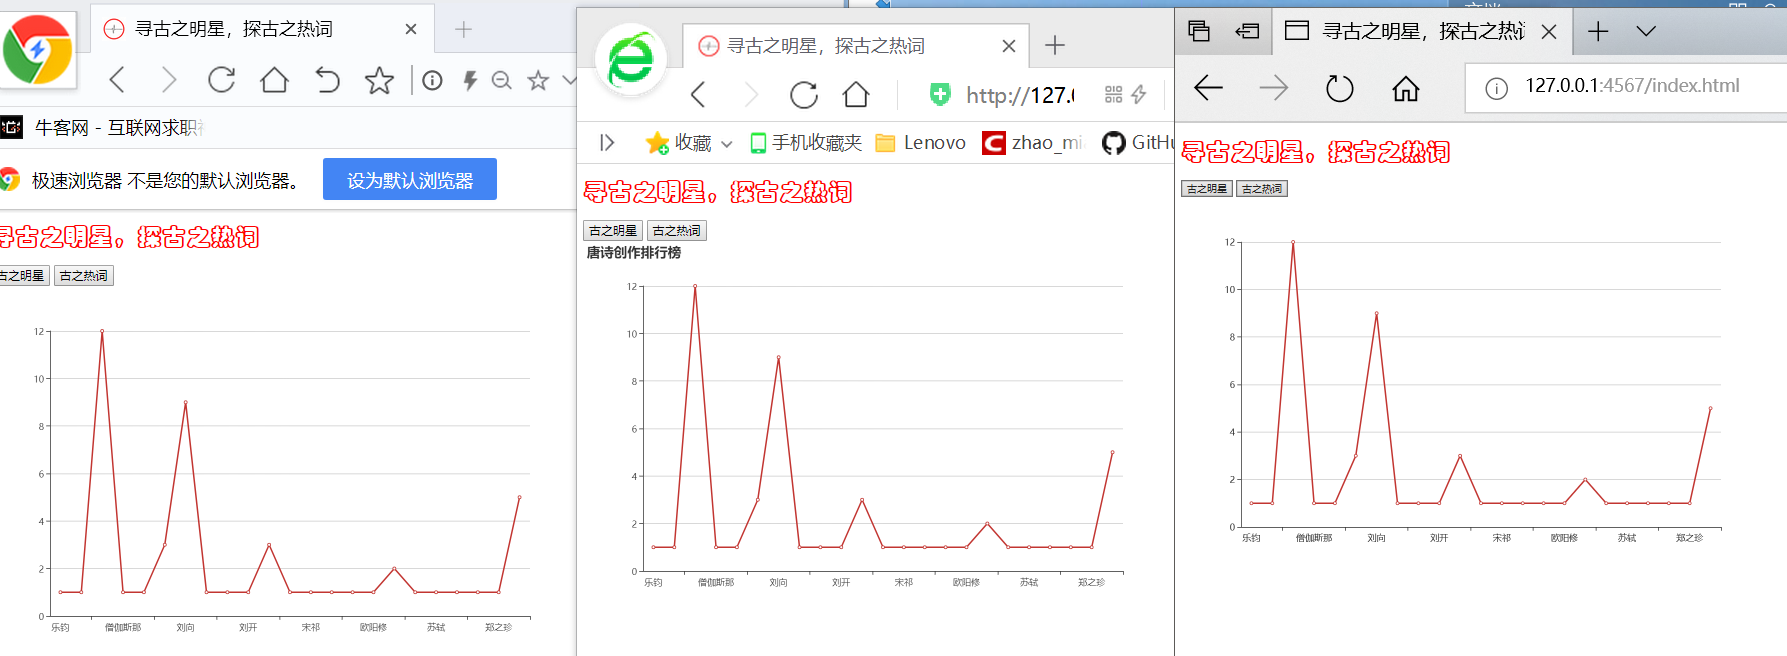 寻古之明星，探古之热词
牛客网 - 互联网求职
极速浏览器 不是您的默认浏览器。 设为默认浏览器
寻古之明星，探古之热词
古之明星 古之热词
12
10
8
6
4
2
0
乐钧 僧伽斯那 刘向 刘开 宋祁 欧阳修 苏轼 郑之珍
寻古之明星，探古之热词
http://127.
收藏 手机收藏夹 Lenovo zhao_mi GitHu
寻古之明星，探古之热词
古之明星 古之热词
唐诗创作排行榜
12
10
8
6
4
2
0
乐钧 僧伽斯那 刘向 刘开 宋祁 欧阳修 苏轼 郑之珍
寻古之明星，探古之热
127.0.0.1:4567/index.html
寻古之明星，探古之热词
古之明星 古之热词
12
10
8
6
4
2
0
乐钧 僧伽斯那 刘向 刘开 宋祁 欧阳修 苏轼 郑之珍